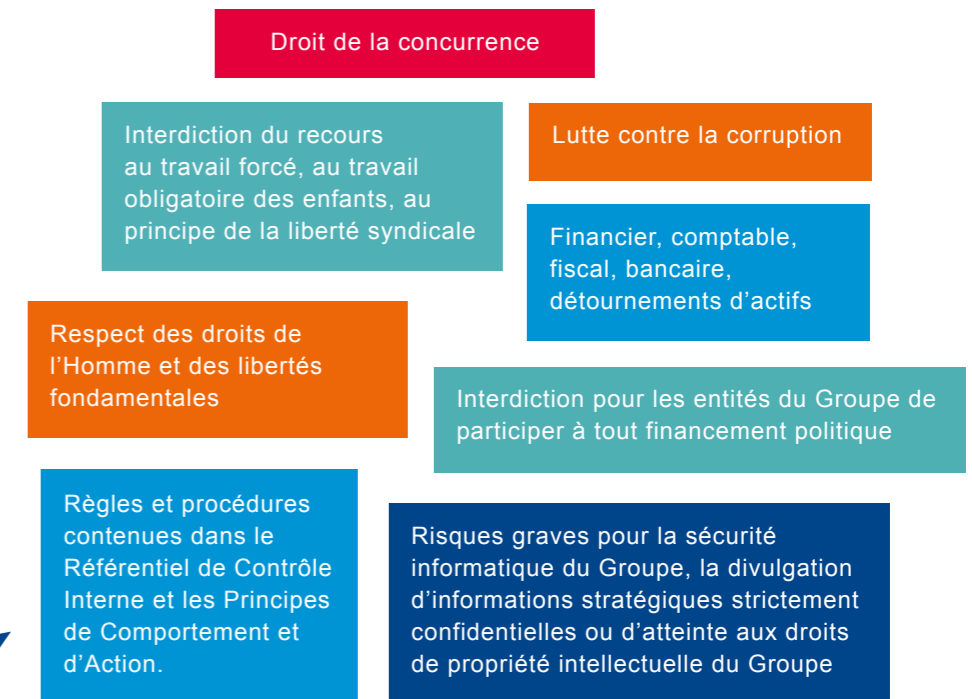 Droit de la concurrence
Interdiction du recours
au travail forcé, au travail
obligatoire des enfants, au
principe de la liberté syndicale
Lutte contre la corruption
Financier, comptable,
fiscal, bancaire,
détournements d’actifs
Respect des droits de
l’Homme et des libertés
fondamentales
Interdiction pour les entités du Groupe de
participer à tout financement politique
Règles et procédures
contenues dans le
Référentiel de Contrôle
Interne et les Principes
de Comportement et
d’Action.
Risques graves pour la sécurité
informatique du Groupe, la divulgation
d’informations stratégiques strictement
confidentielles ou d’atteinte aux droits
de propriété intellectuelle du Groupe